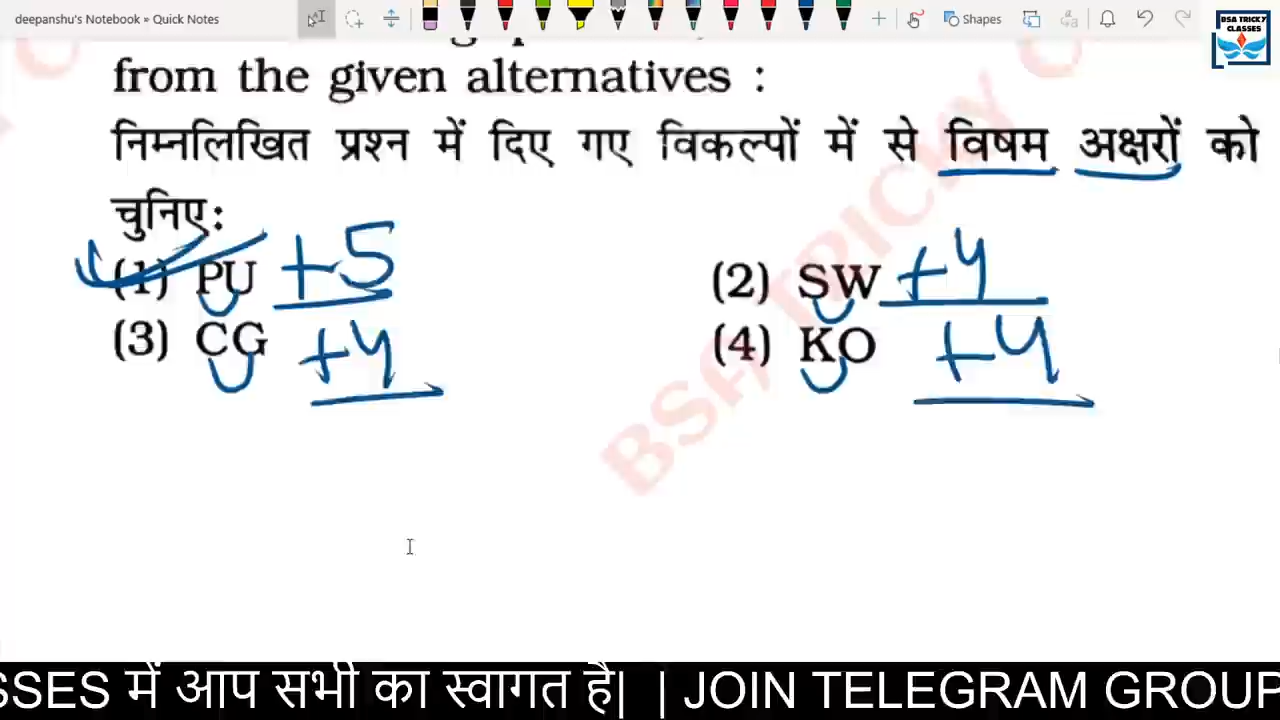 deepanshu's Notebook » Quick Notes
Shapes
BSA TRICKY
CLASSES
from the given alternatives :
निम्नलिखित प्रश्न में दिए गए विकल्पों में से विषम अक्षरों को
चुनिए:
(1) PU +5 (2) SW +4
(3) CG +4 (4) KO +4
BSA TRICKY
SSES में आप सभी का स्वागत है| | JOIN TELEGRAM GROUP